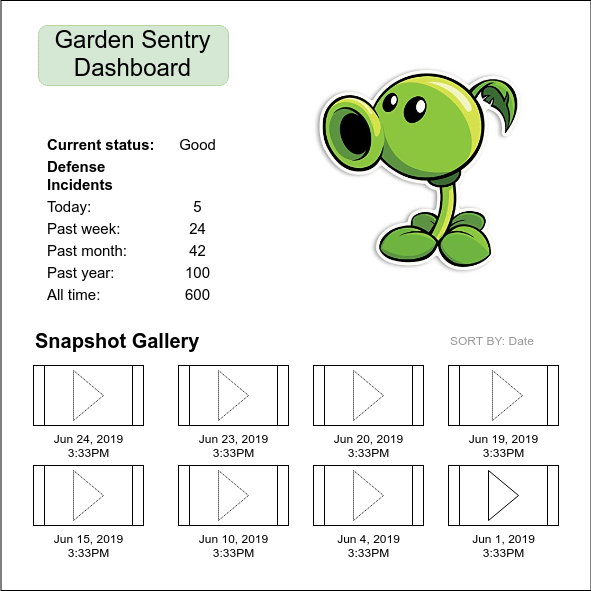 Garden Sentry
Dashboard
Current status: Good
Defense
Incidents
Today: 5
Past week: 24
Past month: 42
Past year: 100
All time: 600
Snapshot Gallery
SORT BY: Date
Jun 24, 2019
3:33PM
Jun 23, 2019
3:33PM
Jun 20, 2019
3:33PM
Jun 19, 2019
3:33PM
Jun 15, 2019
3:33PM
Jun 10, 2019
3:33PM
Jun 4, 2019
3:33PM
Jun 1, 2019
3:33PM